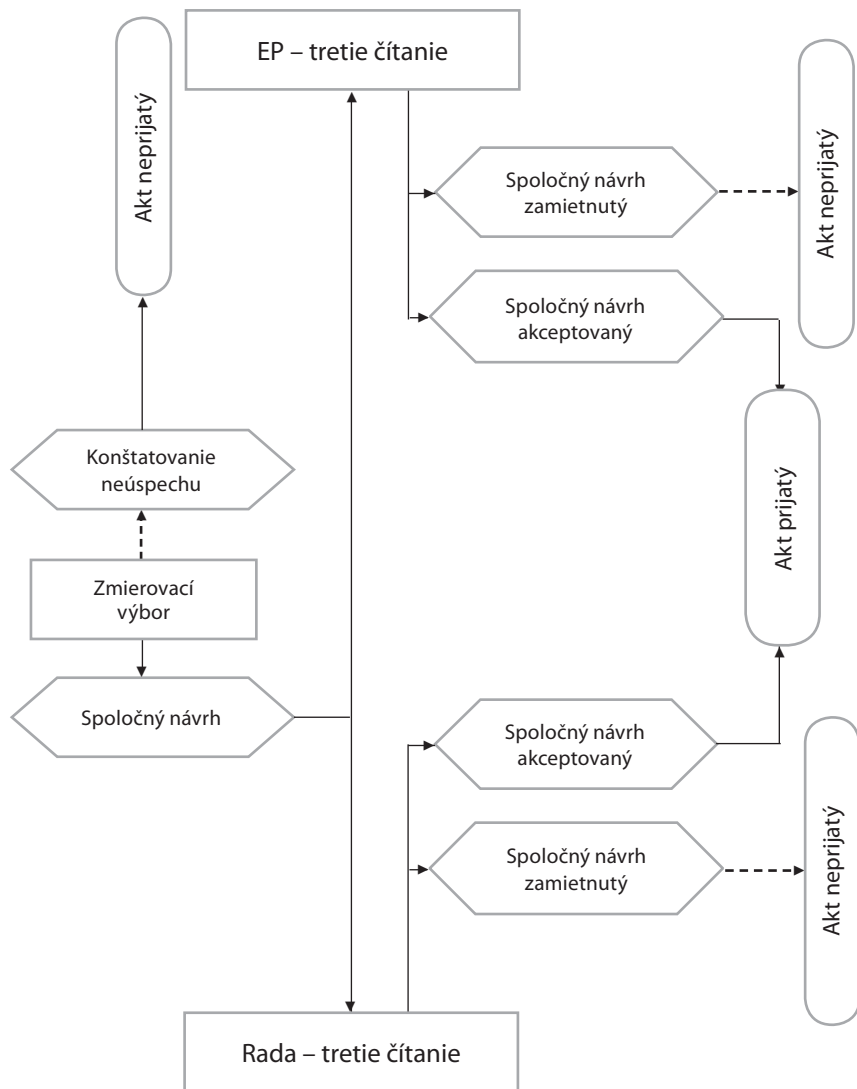 EP – tretie čítanie
Akt neprijatý
Akt neprijatý
Spoločný návrh
zamietnutý
Spoločný návrh
akceptovaný
Konštatovanie
neúspechu
Akt prijatý
Zmierovací
výbor
Spoločný návrh
Spoločný návrh
akceptovaný
Akt neprijatý
Spoločný návrh
zamietnutý
Rada – tretie čítanie